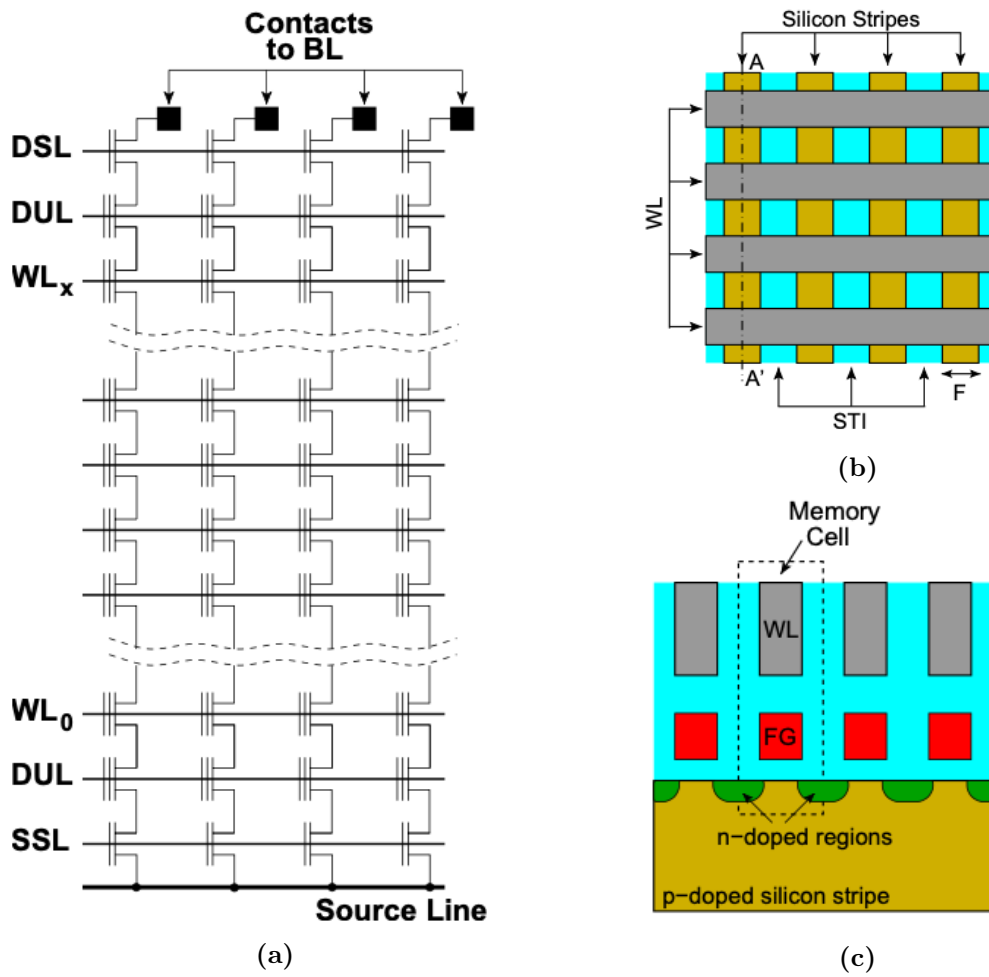 Contacts
to BL
DSL
DUL
WLx
WL0
DUL
SSL
Source Line
(a)
Silicon Stripes
A
WL
A'
F
STI
(b)
Memory
Cell
WL
FG
n-doped regions
p-doped silicon stripe
(c)